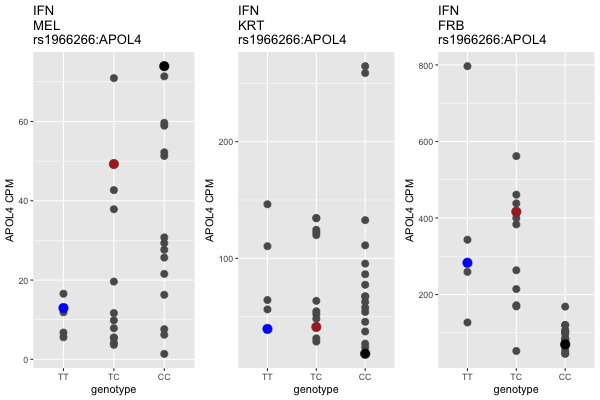 IFN
MEL
rs1966266:APOL4
APOL4 CPM
60
40
20
0
TT TC CC
genotype
IFN
KRT
rs1966266:APOL4
APOL4 CPM
200
100
TT TC CC
genotype
IFN
FRB
rs1966266:APOL4
APOL4 CPM
800
600
400
200
TT TC CC
genotype